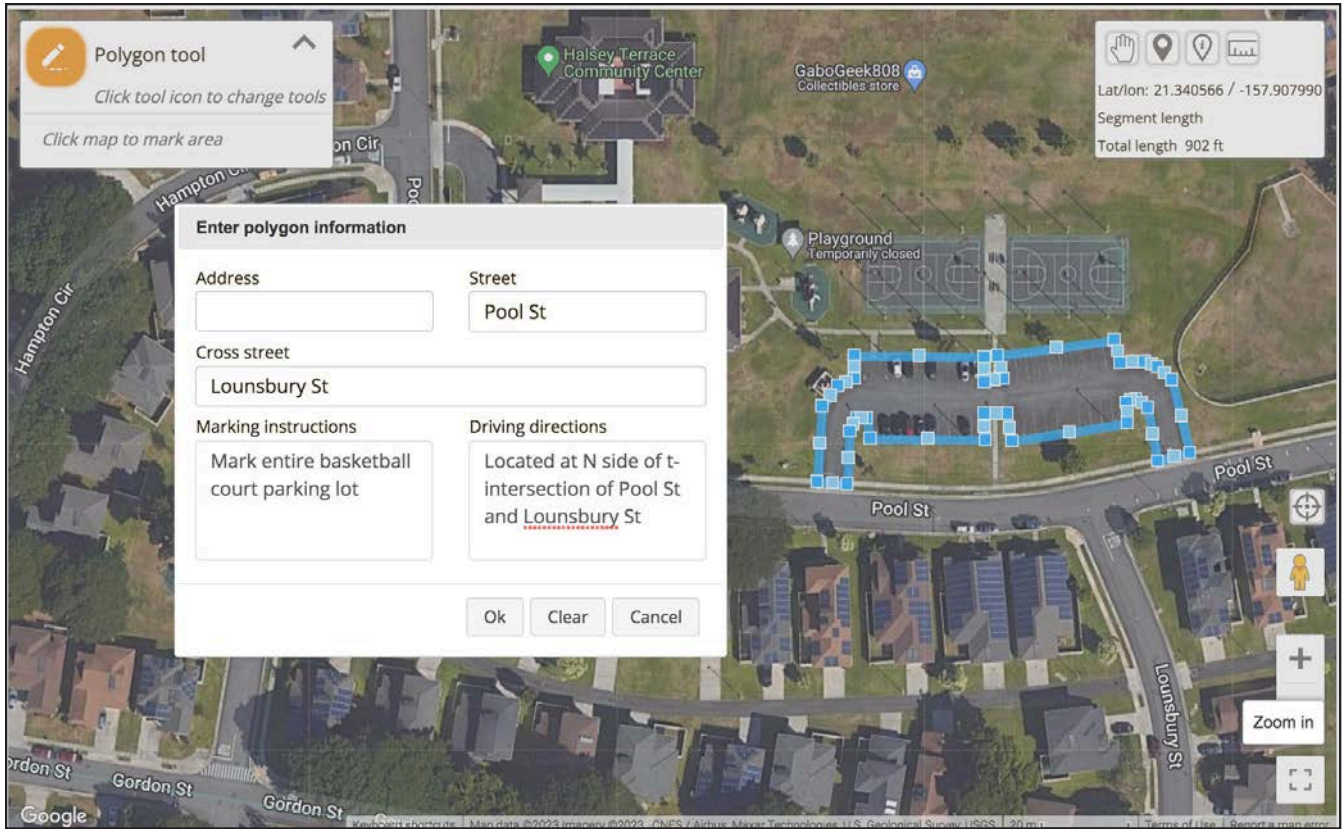 Polygon tool
Click tool icon to change tools
Click map to mark area
Halsey Terrace
Community Center
GaboGeek808
Collectibles store
Lat/lon: 21.340566 / -157.907990
Segment length
Total length 902 ft
on Cir
Hampton
Poo
Hampton Cir
Enter polygon information
Address
Street
Pool St
Cross street
Lounsbury St
Marking instructions
Driving directions
Mark entire basketball
court parking lot
Located at N side of t-
intersection of Pool St
and Lounsbury St
Ok
Clear
Cancel
Playground
Temporarily closed
Pool St
Pool St
Lounsbury St
Zoom in
ordon St
Gordon St
Gordon St
Google
Keyboard shortcuts
Map data ©2023 Imagery ©2023 , CNES / Airbus, Maxar Technologies, U.S. Geological Survey, USGS
20 m
Terms of Use
Report a map error